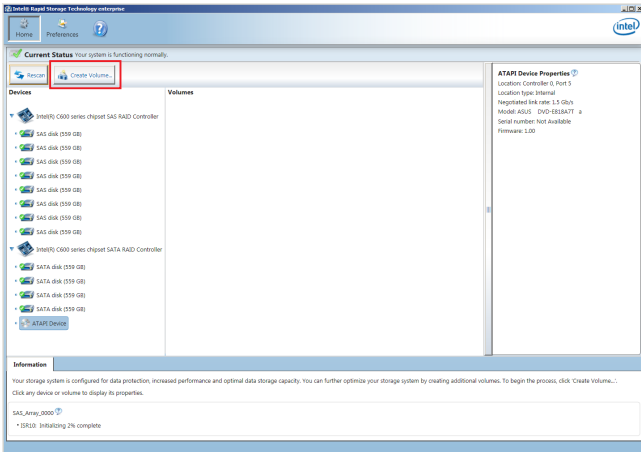 Intel® Rapid Storage Technology enterprise
Home
Preferences
intel
Current Status Your system is functioning normally.
Rescan
Create Volume...
Devices
Volumes
Intel(R) C600 series chipset SAS RAID Controller
SAS disk (559 GB)
SAS disk (559 GB)
SAS disk (559 GB)
SAS disk (559 GB)
SAS disk (559 GB)
SAS disk (559 GB)
SAS disk (559 GB)
SAS disk (559 GB)
Intel(R) C600 series chipset SATA RAID Controller
SATA disk (559 GB)
SATA disk (559 GB)
SATA disk (559 GB)
SATA disk (559 GB)
ATAPI Device
ATAPI Device Properties
Location: Controller 0, Port 5
Location type: Internal
Negotiated link rate: 1.5 Gb/s
Model: ASUS DVD-E818A7T a
Serial number: Not Available
Firmware: 1.00
Information
Your storage system is configured for data protection, increased performance and optimal data storage capacity. You can further optimize your storage system by creating additional volumes. To begin the process, click 'Create Volume...'.
Click any device or volume to display its properties.
SAS_Array_0000
• ISR10: Initializing 2% complete